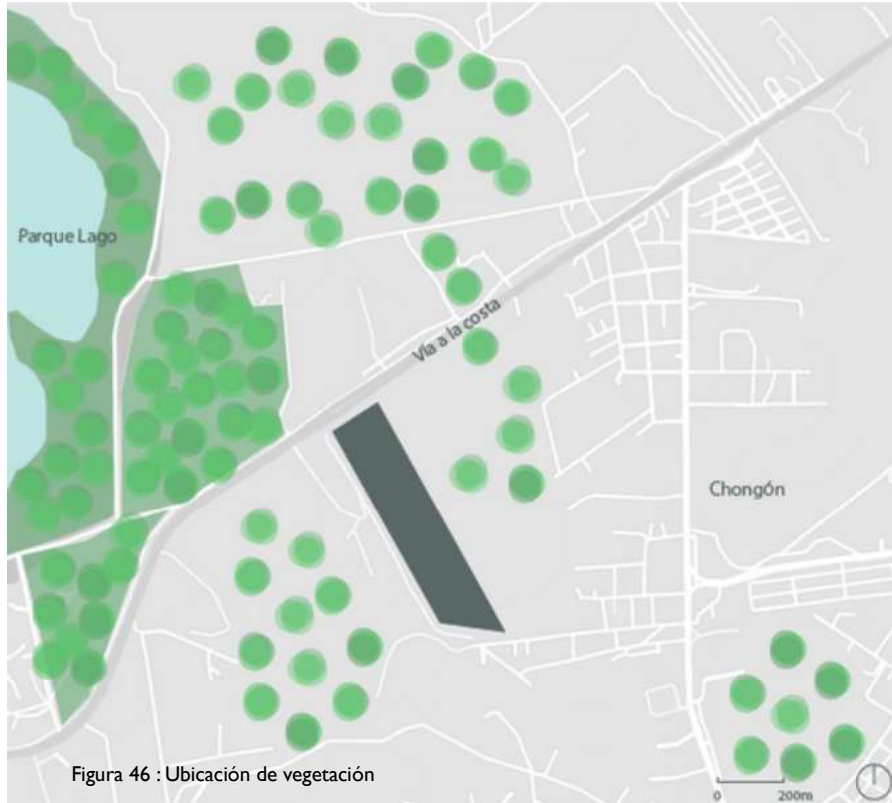 Parque Lago
Vía a la costa
Chongón
Figura 46 : Ubicación de vegetación
0 200m